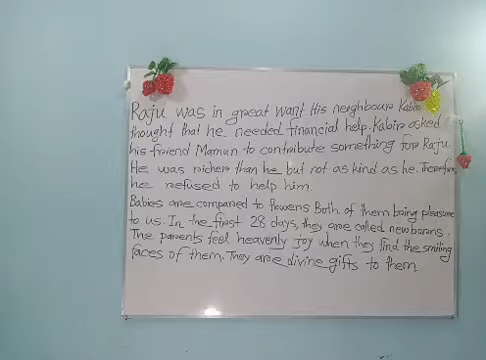 Raju was in great want. His neighbour Kabir
thought that he needed financial help. Kabir asked
his friend Mamun to contribute something for Raju.
He was richer than he but not as kind as he. Therefore,
he refused to help him.
Babies are compared to flowers Both of them bring pleasure
to us. In the first 28 days, they are called newborns.
The parents feel heavenly joy when they find the smiling
faces of them. They are divine gifts to them